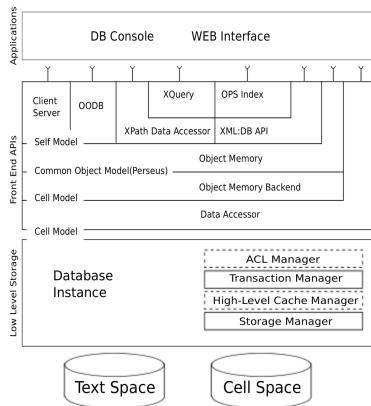 Applications
DB Console WEB Interface
Front End APIs
Client
Server
OODB
XQuery
OPS Index
XPath Data Accessor
XML:DB API
Self Model
Object Memory
Common Object Model(Perseus)
Object Memory Backend
Cell Model
Data Accessor
Cell Model
Low Level Storage
Database
Instance
ACL Manager
Transaction Manager
High-Level Cache Manager
Storage Manager
Text Space
Cell Space